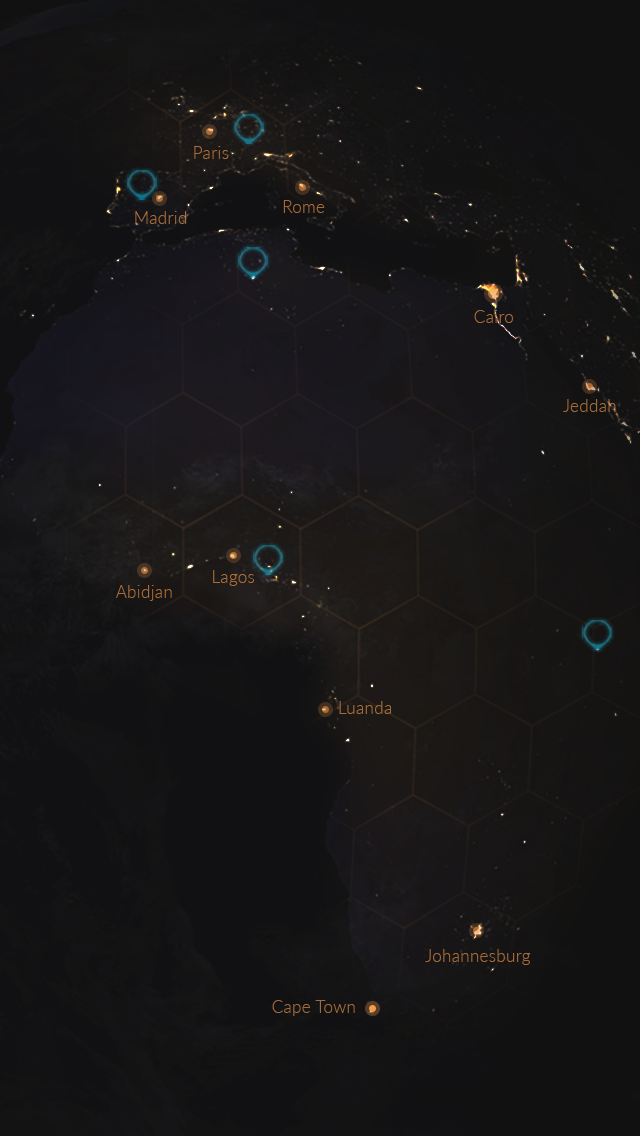 Paris
Madrid
Rome
Cairo
Jeddah
Lagos
Abidjan
Luanda
Johannesburg
Cape Town